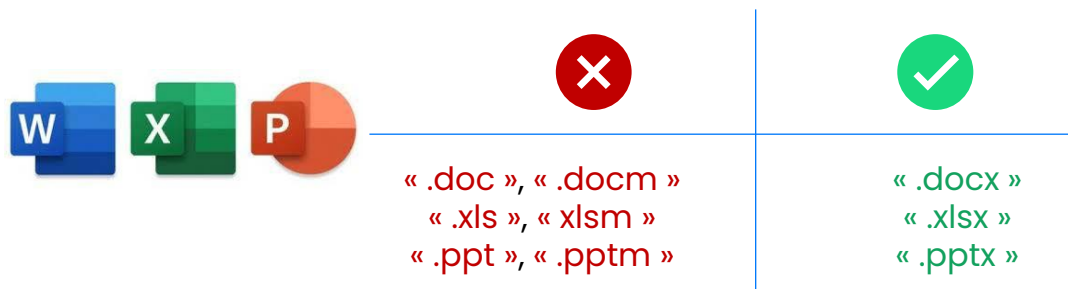 W X P
« .doc », « .docm »
« .docx »
« .xls », « xlsm »
« .xlsx »
« .ppt », « .pptm »
« .pptx »